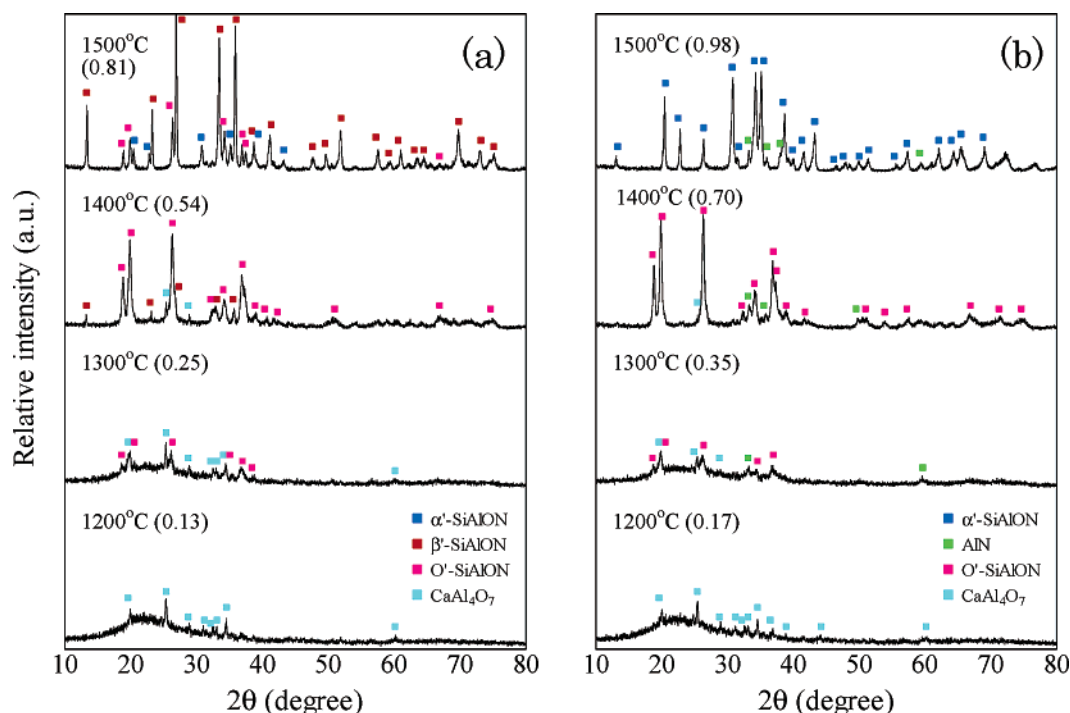 Relative intensity (a.u.)
(a)
1500°C
(0.81)
1400°C (0.54)
1300°C (0.25)
1200°C (0.13)
α'-SiAlON
β'-SiAlON
O'-SiAlON
CaAl₄O₇
10 20 30 40 50 60 70 80
2θ (degree)
(b)
1500°C (0.98)
1400°C (0.70)
1300°C (0.35)
1200°C (0.17)
α'-SiAlON
AlN
O'-SiAlON
CaAl₄O₇
10 20 30 40 50 60 70 80
2θ (degree)